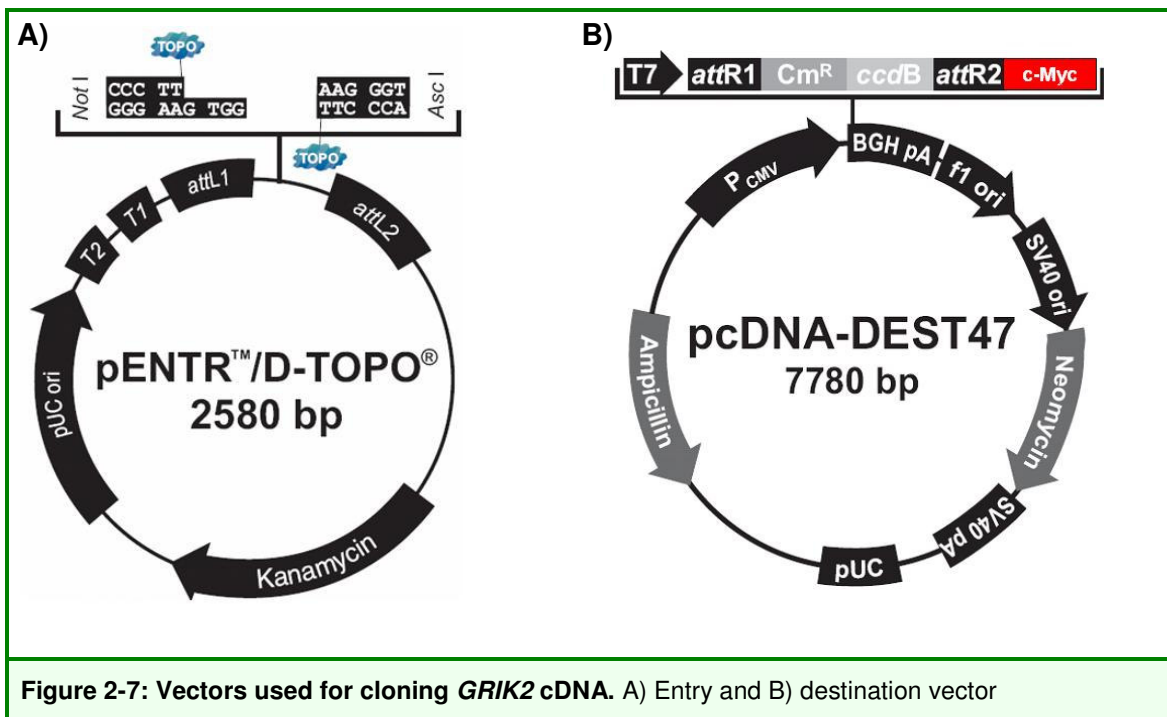 A)
TOPO
Not I
CCC TT
GGG AAG TGG
AAG GGT
TTC CCA
Asc I
TOPO
attL1
attL2
T1
T2
pUC ori
pENTR™/D-TOPO®
2580 bp
Kanamycin
B)
T7 attR1 CmR ccdB attR2 c-Myc
PCMV
BGH pA
f1 ori
SV40 ori
Neomycin
SV40 pA
pUC
Ampicillin
pcDNA-DEST47
7780 bp
Figure 2-7: Vectors used for cloning GRIK2 cDNA. A) Entry and B) destination vector